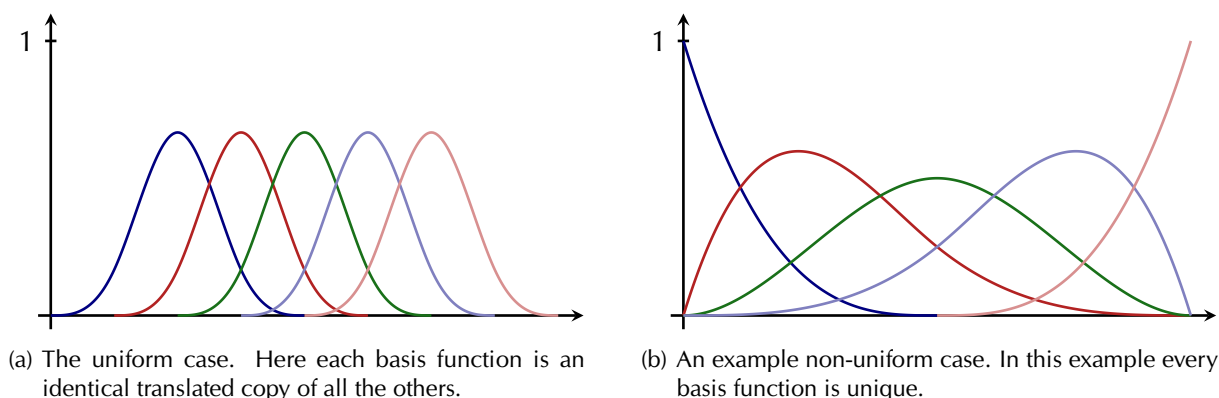 1
1
(a) The uniform case. Here each basis function is an
identical translated copy of all the others.
(b) An example non-uniform case. In this example every
basis function is unique.